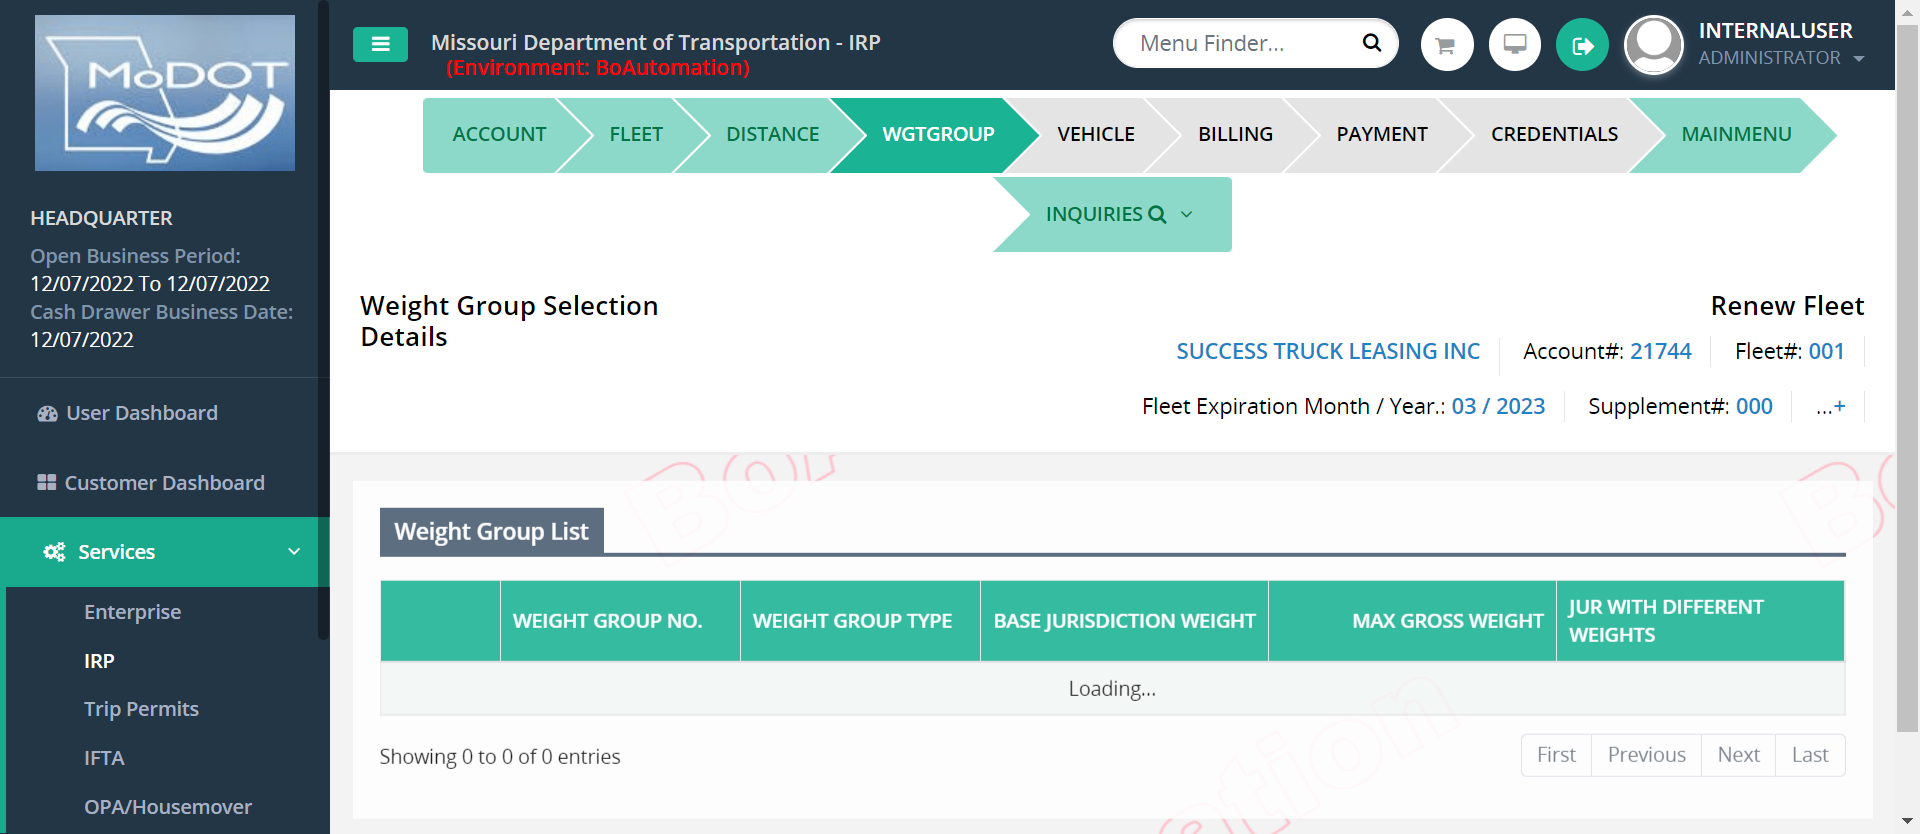 MoDOT
HEADQUARTER
Open Business Period:
12/07/2022 To 12/07/2022
Cash Drawer Business Date:
12/07/2022
User Dashboard
Customer Dashboard
Services
Enterprise
IRP
Trip Permits
IFTA
OPA/Housemover
Missouri Department of Transportation - IRP
(Environment: BoAutomation)
Menu Finder...
INTERNALUSER
ADMINISTRATOR
ACCOUNT FLEET DISTANCE WGTGROUP VEHICLE BILLING PAYMENT CREDENTIALS MAINMENU
INQUIRIES
Weight Group Selection
Details
Renew Fleet
SUCCESS TRUCK LEASING INC Account#: 21744 Fleet#: 001
Fleet Expiration Month / Year.: 03 / 2023 Supplement#: 000 ...+
Weight Group List
WEIGHT GROUP NO. WEIGHT GROUP TYPE BASE JURISDICTION WEIGHT MAX GROSS WEIGHT JUR WITH DIFFERENT
WEIGHTS
Loading...
Showing 0 to 0 of 0 entries
First Previous Next Last